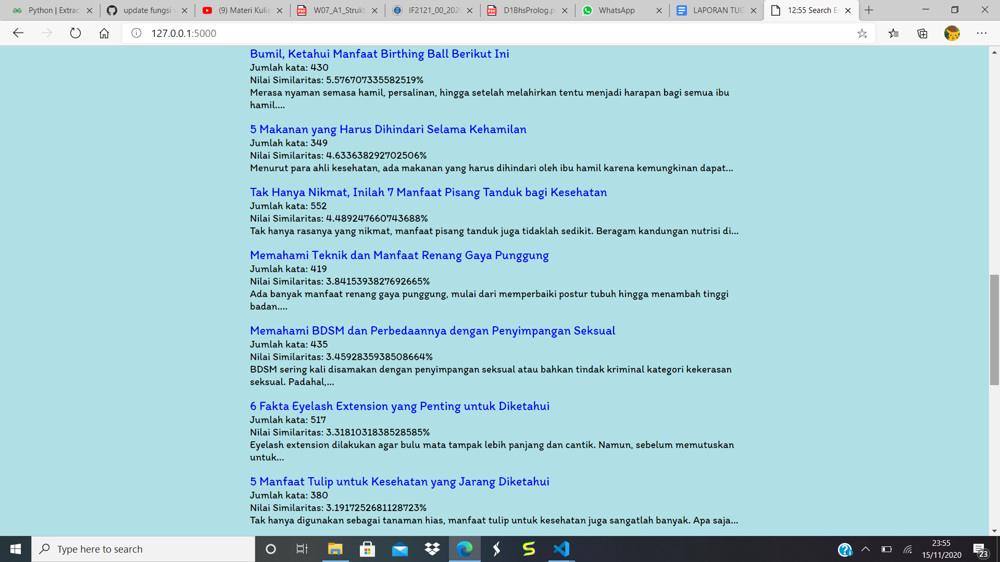 Python | Extrac
update fungsi
(9) Materi Kulia
W07_A1_Strukt
IF2121_00_202
D1BhsProlog.p
WhatsApp
LAPORAN TUG
12:55 Search E
127.0.0.1:5000
Bumil, Ketahui Manfaat Birthing Ball Berikut Ini
Jumlah kata: 430
Nilai Similaritas: 5.576707335582519%
Merasa nyaman semasa hamil, persalinan, hingga setelah melahirkan tentu menjadi harapan bagi semua ibu
hamil....
5 Makanan yang Harus Dihindari Selama Kehamilan
Jumlah kata: 349
Nilai Similaritas: 4.633638292702506%
Menurut para ahli kesehatan, ada makanan yang harus dihindari oleh ibu hamil karena kemungkinan dapat...
Tak Hanya Nikmat, Inilah 7 Manfaat Pisang Tanduk bagi Kesehatan
Jumlah kata: 552
Nilai Similaritas: 4.489247660743688%
Tak hanya rasanya yang nikmat, manfaat pisang tanduk juga tidaklah sedikit. Beragam kandungan nutrisi di...
Memahami Teknik dan Manfaat Renang Gaya Punggung
Jumlah kata: 419
Nilai Similaritas: 3.8415393827692665%
Ada banyak manfaat renang gaya punggung, mulai dari memperbaiki postur tubuh hingga menambah tinggi
badan....
Memahami BDSM dan Perbedaannya dengan Penyimpangan Seksual
Jumlah kata: 435
Nilai Similaritas: 3.4592835938508664%
BDSM sering kali disamakan dengan penyimpangan seksual atau bahkan tindak kriminal kategori kekerasan
seksual. Padahal,...
6 Fakta Eyelash Extension yang Penting untuk Diketahui
Jumlah kata: 517
Nilai Similaritas: 3.3181031838528585%
Eyelash extension dilakukan agar bulu mata tampak lebih panjang dan cantik. Namun, sebelum memutuskan
untuk...
5 Manfaat Tulip untuk Kesehatan yang Jarang Diketahui
Jumlah kata: 380
Nilai Similaritas: 3.1917252681128723%
Tak hanya digunakan sebagai tanaman hias, manfaat tulip untuk kesehatan juga sangatlah banyak. Apa saja...
Type here to search
23:55
15/11/2020
23